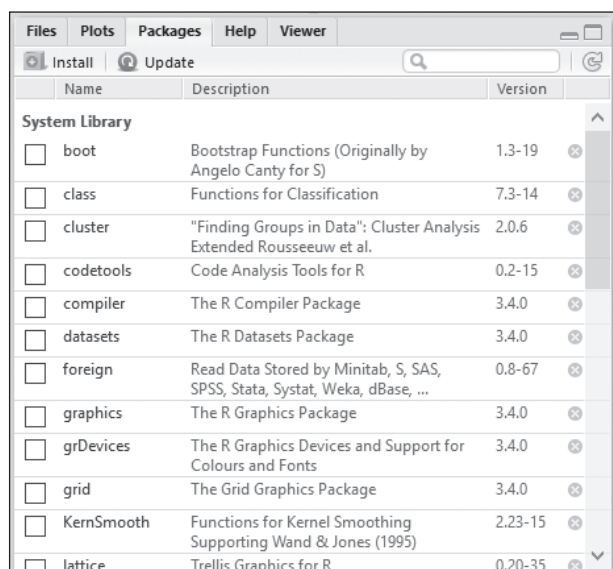 Files Plots Packages Help Viewer
Install Update
Name Description Version
System Library
boot Bootstrap Functions (Originally by 1.3-19
Angelo Canty for S)
class Functions for Classification 7.3-14
cluster "Finding Groups in Data": Cluster Analysis 2.0.6
Extended Rousseeuw et al.
codetools Code Analysis Tools for R 0.2-15
compiler The R Compiler Package 3.4.0
datasets The R Datasets Package 3.4.0
foreign Read Data Stored by Minitab, S, SAS, 0.8-67
SPSS, Stata, Systat, Weka, dBase, ...
graphics The R Graphics Package 3.4.0
grDevices The R Graphics Devices and Support for 3.4.0
Colours and Fonts
grid The Grid Graphics Package 3.4.0
KernSmooth Functions for Kernel Smoothing 2.23-15
Supporting Wand & Jones (1995)
lattice Trellis Graphics for R 0.20-35